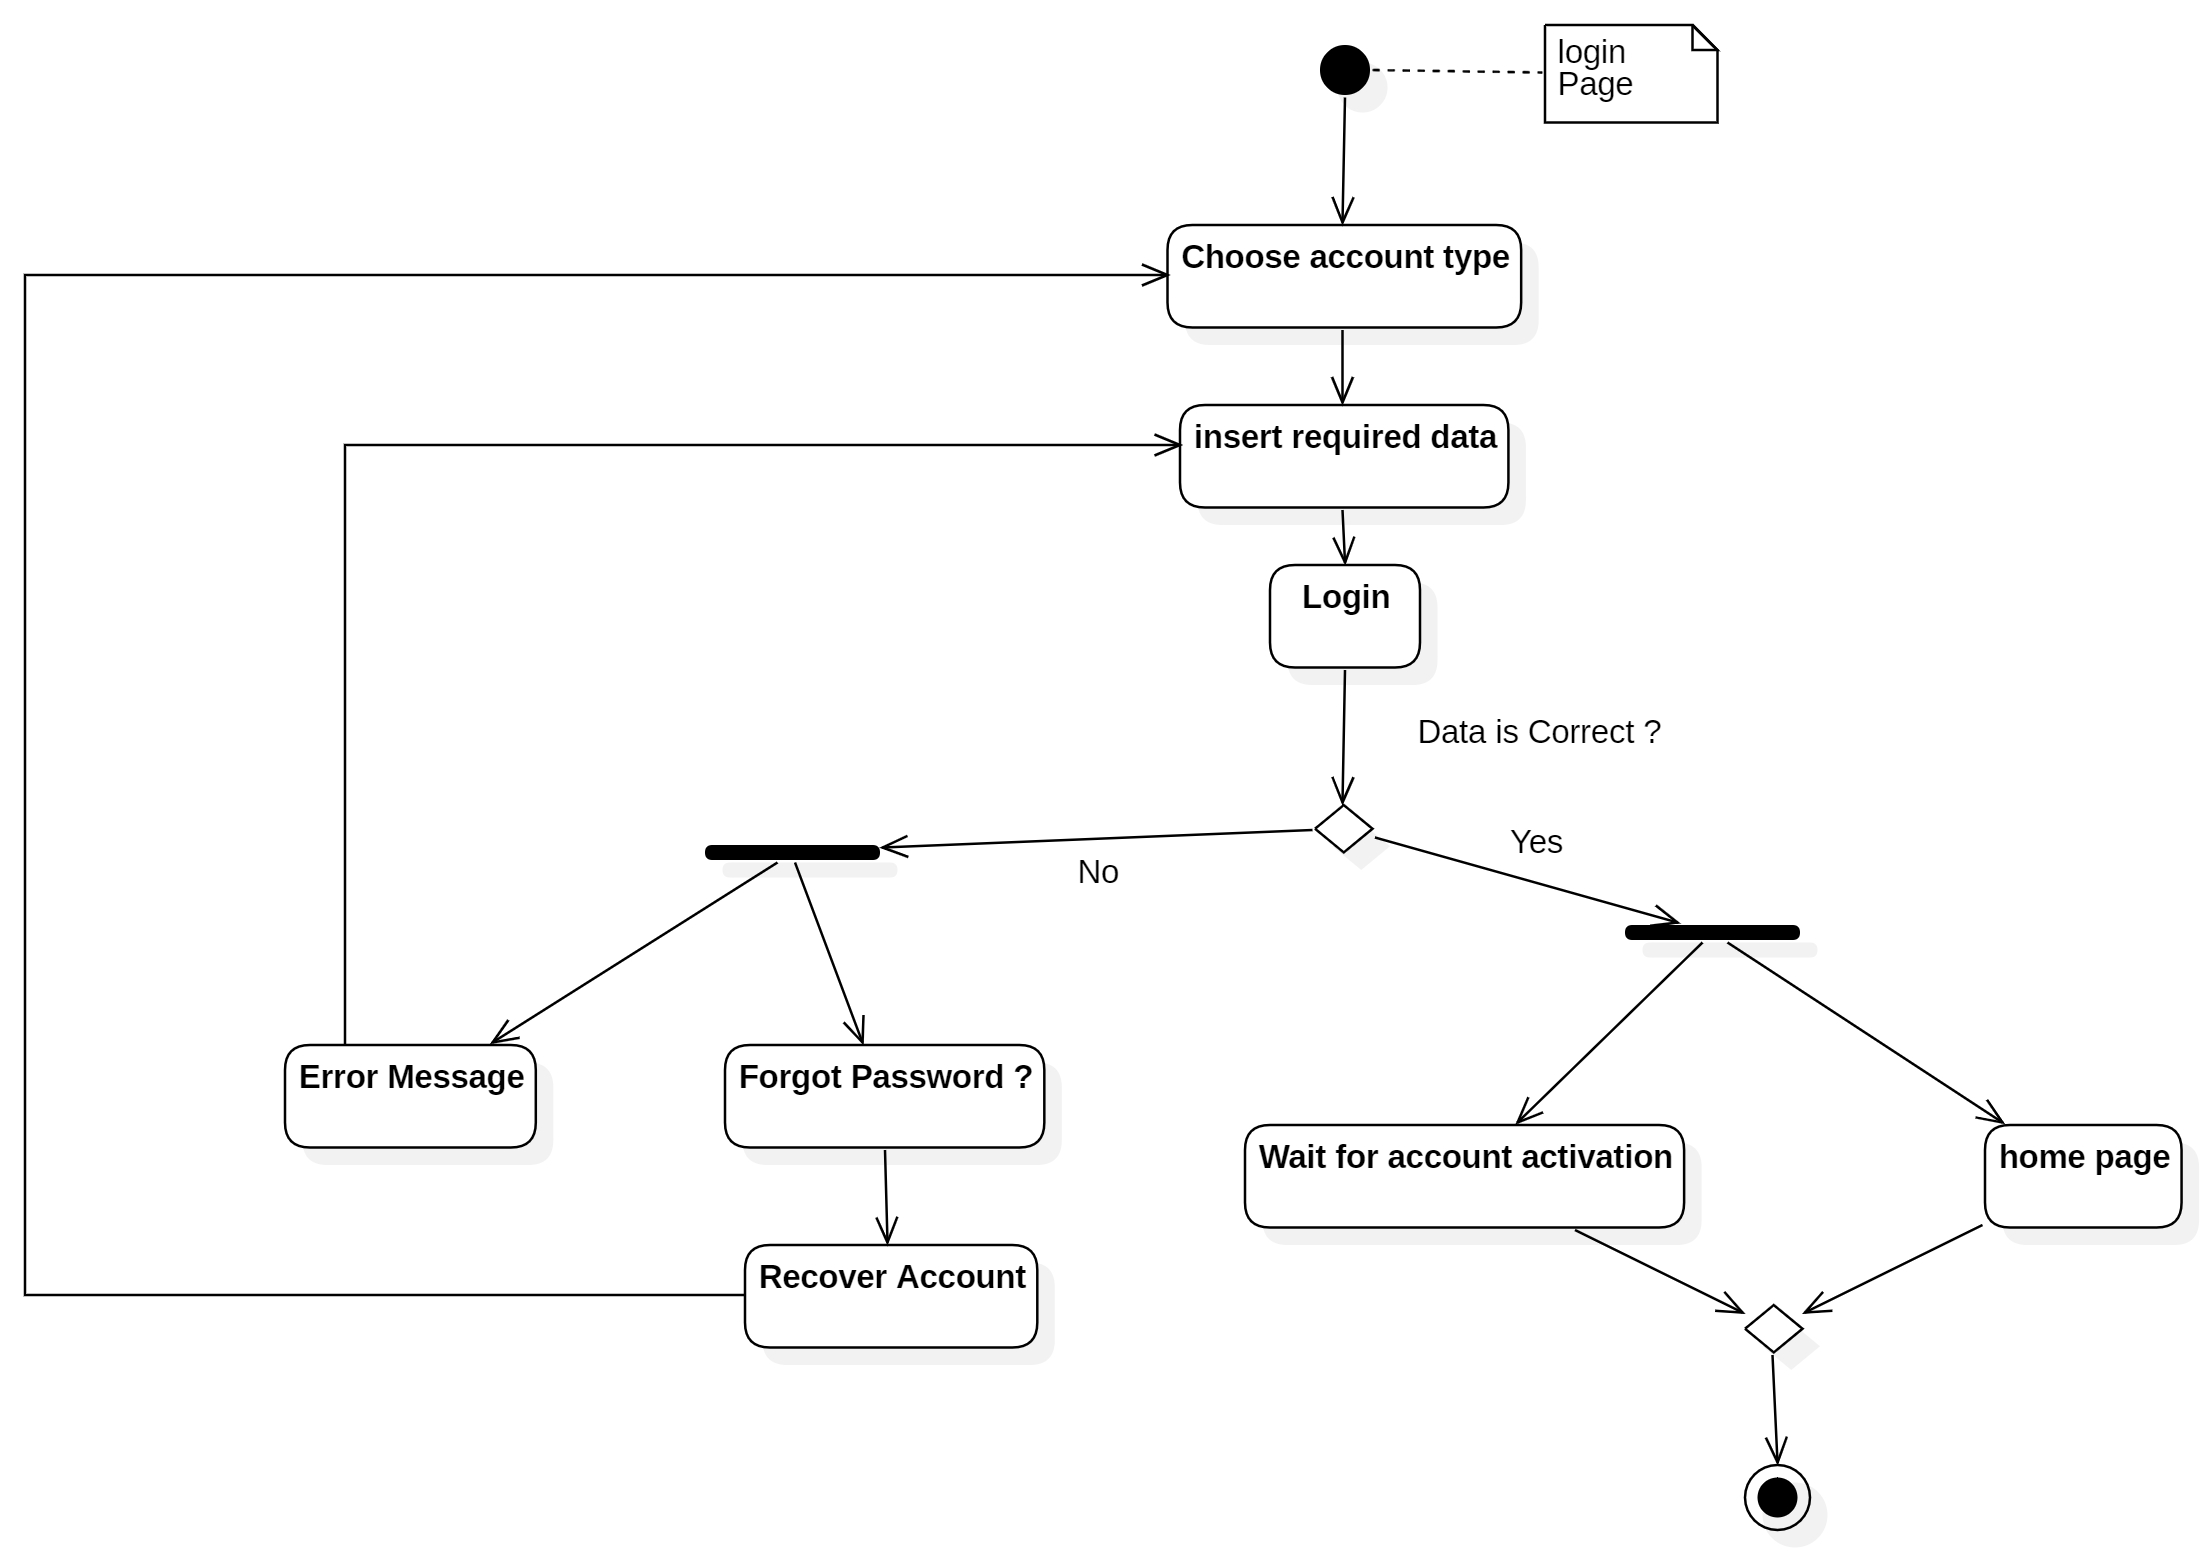 login
Page
Choose account type
insert required data
Login
Data is Correct ?
Yes
No
Error Message
Forgot Password ?
Wait for account activation
home page
Recover Account